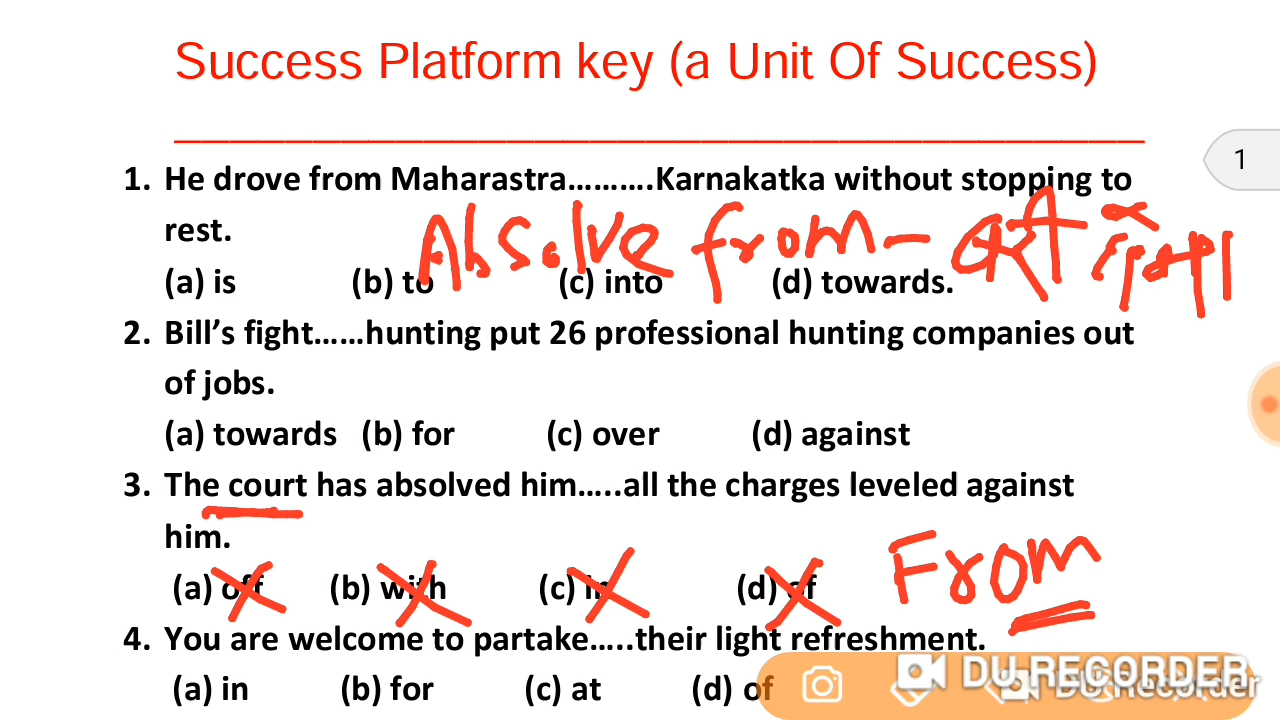 Success Platform key (a Unit Of Success)
1
1. He drove from Maharastra……….Karnakatka without stopping to
rest.
Absolve from -
(a) is (b) to (c) into (d) towards.
2. Bill's fight……hunting put 26 professional hunting companies out
of jobs.
(a) towards (b) for (c) over (d) against
3. The court has absolved him…..all the charges leveled against
him.
(a) off (b) with (c) in (d) of From
4. You are welcome to partake…..their light refreshment.
(a) in (b) for (c) at (d) of
DU RECORDER
DU Recorder